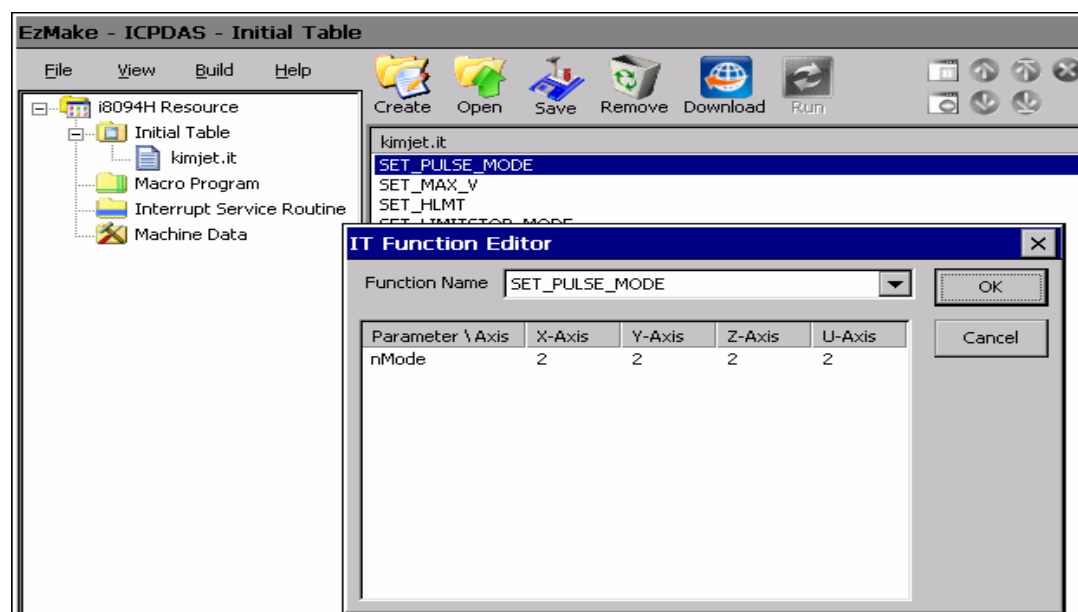 EzMake - ICPDAS - Initial Table
File View Build Help
Create Open Save Remove Download Run
i8094H Resource
Initial Table
kimjet.it
Macro Program
Interrupt Service Routine
Machine Data
kimjet.it
SET_PULSE_MODE
SET_MAX_V
SET_HLMT
SET_LIMITSTOP_MODE
IT Function Editor
Function Name SET_PULSE_MODE
OK
Cancel
Parameter \ Axis X-Axis Y-Axis Z-Axis U-Axis
nMode 2 2 2 2